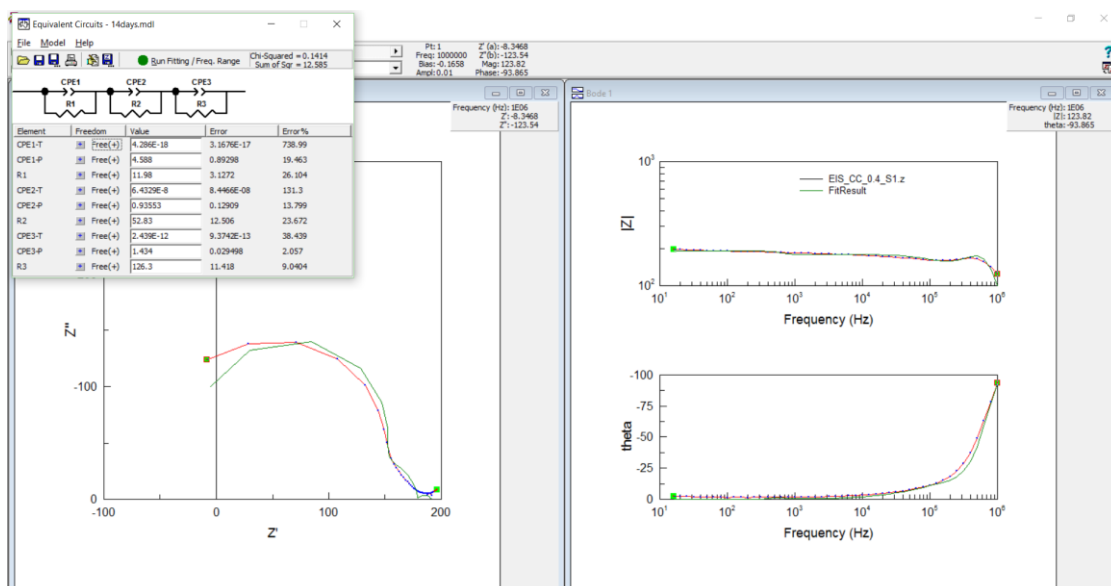 Equivalent Circuits - 14days.mdl
File Model Help
Run Fitting / Freq. Range
Chi-Squared = 0.1414
Sum of Sqr = 12.585
CPE1 CPE2 CPE3
R1 R2 R3
Element Freedom Value Error Error%
CPE1-T Free(+) 4.286E-18 3.1676E-17 738.99
CPE1-P Free(+) 4.588 0.89298 19.463
R1 Free(+) 11.98 3.1272 26.104
CPE2-T Free(+) 6.4329E-8 8.4466E-08 131.3
CPE2-P Free(+) 0.93553 0.12909 13.799
R2 Free(+) 52.83 12.506 23.672
CPE3-T Free(+) 2.439E-12 9.3742E-13 38.439
CPE3-P Free(+) 1.434 0.029498 2.057
R3 Free(+) 126.3 11.418 9.0404
Pt: 1
Freq: 1000000
Bias: -0.1658
Ampl: 0.01
Z' (a): -8.3468
Z''(b): -123.54
Mag: 123.82
Phase: -93.865
?
Frequency (Hz): 1E06
Z': -8.3468
Z'': -123.54
Z''
-100
0
-100 0 100 200
Z'
Bode 1
Frequency (Hz): 1E06
|Z|: 123.82
theta: -93.865
10³
10²
|Z|
EIS_CC_0.4_S1.z
FitResult
10¹ 10² 10³ 10⁴ 10⁵ 10⁶
Frequency (Hz)
-100
-75
-50
-25
0
theta
10¹ 10² 10³ 10⁴ 10⁵ 10⁶
Frequency (Hz)